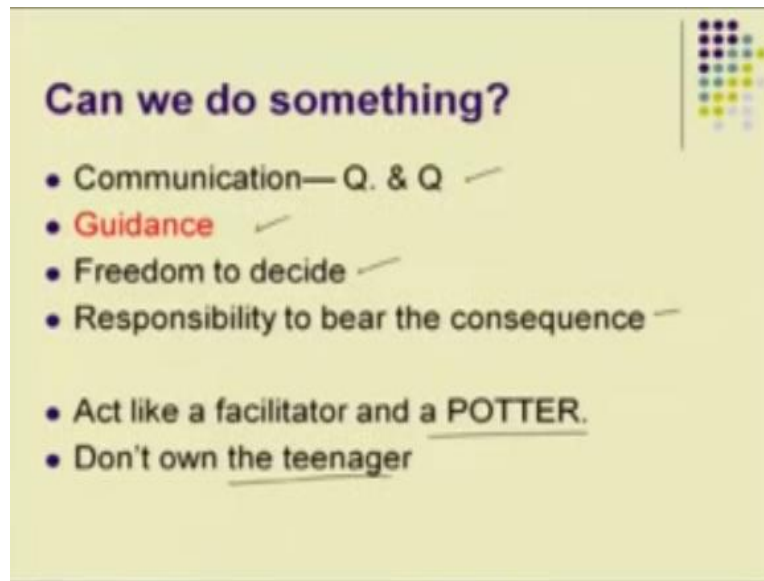 Can we do something?
Communication— Q. & Q
Guidance
Freedom to decide
Responsibility to bear the consequence
Act like a facilitator and a POTTER.
Don't own the teenager